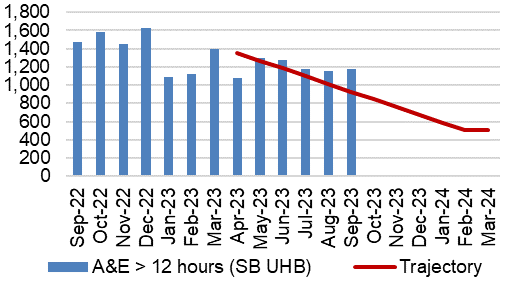 1,800
1,600
1,400
1,200
1,000
800
600
400
200
0
Sep-22
Oct-22
Nov-22
Dec-22
Jan-23
Feb-23
Mar-23
Apr-23
May-23
Jun-23
Jul-23
Aug-23
Sep-23
Oct-23
Nov-23
Dec-23
Jan-24
Feb-24
Mar-24
A&E > 12 hours (SB UHB)
Trajectory